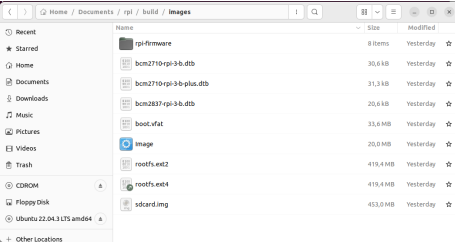 Home / Documents / rpi / build / images
Name Size Modified
Recent
Starred
Home
Documents
Downloads
Music
Pictures
Videos
Trash
CDROM
Floppy Disk
Ubuntu 22.04.3 LTS amd64
+ Other Locations
rpi-firmware 8 items Yesterday
bcm2710-rpi-3-b.dtb 30,6 kB Yesterday
bcm2710-rpi-3-b-plus.dtb 31,3 kB Yesterday
bcm2837-rpi-3-b.dtb 20,6 kB Yesterday
boot.vfat 33,6 MB Yesterday
Image 20,0 MB Yesterday
rootfs.ext2 419,4 MB Yesterday
rootfs.ext4 419,4 MB Yesterday
sdcard.img 453,0 MB Yesterday